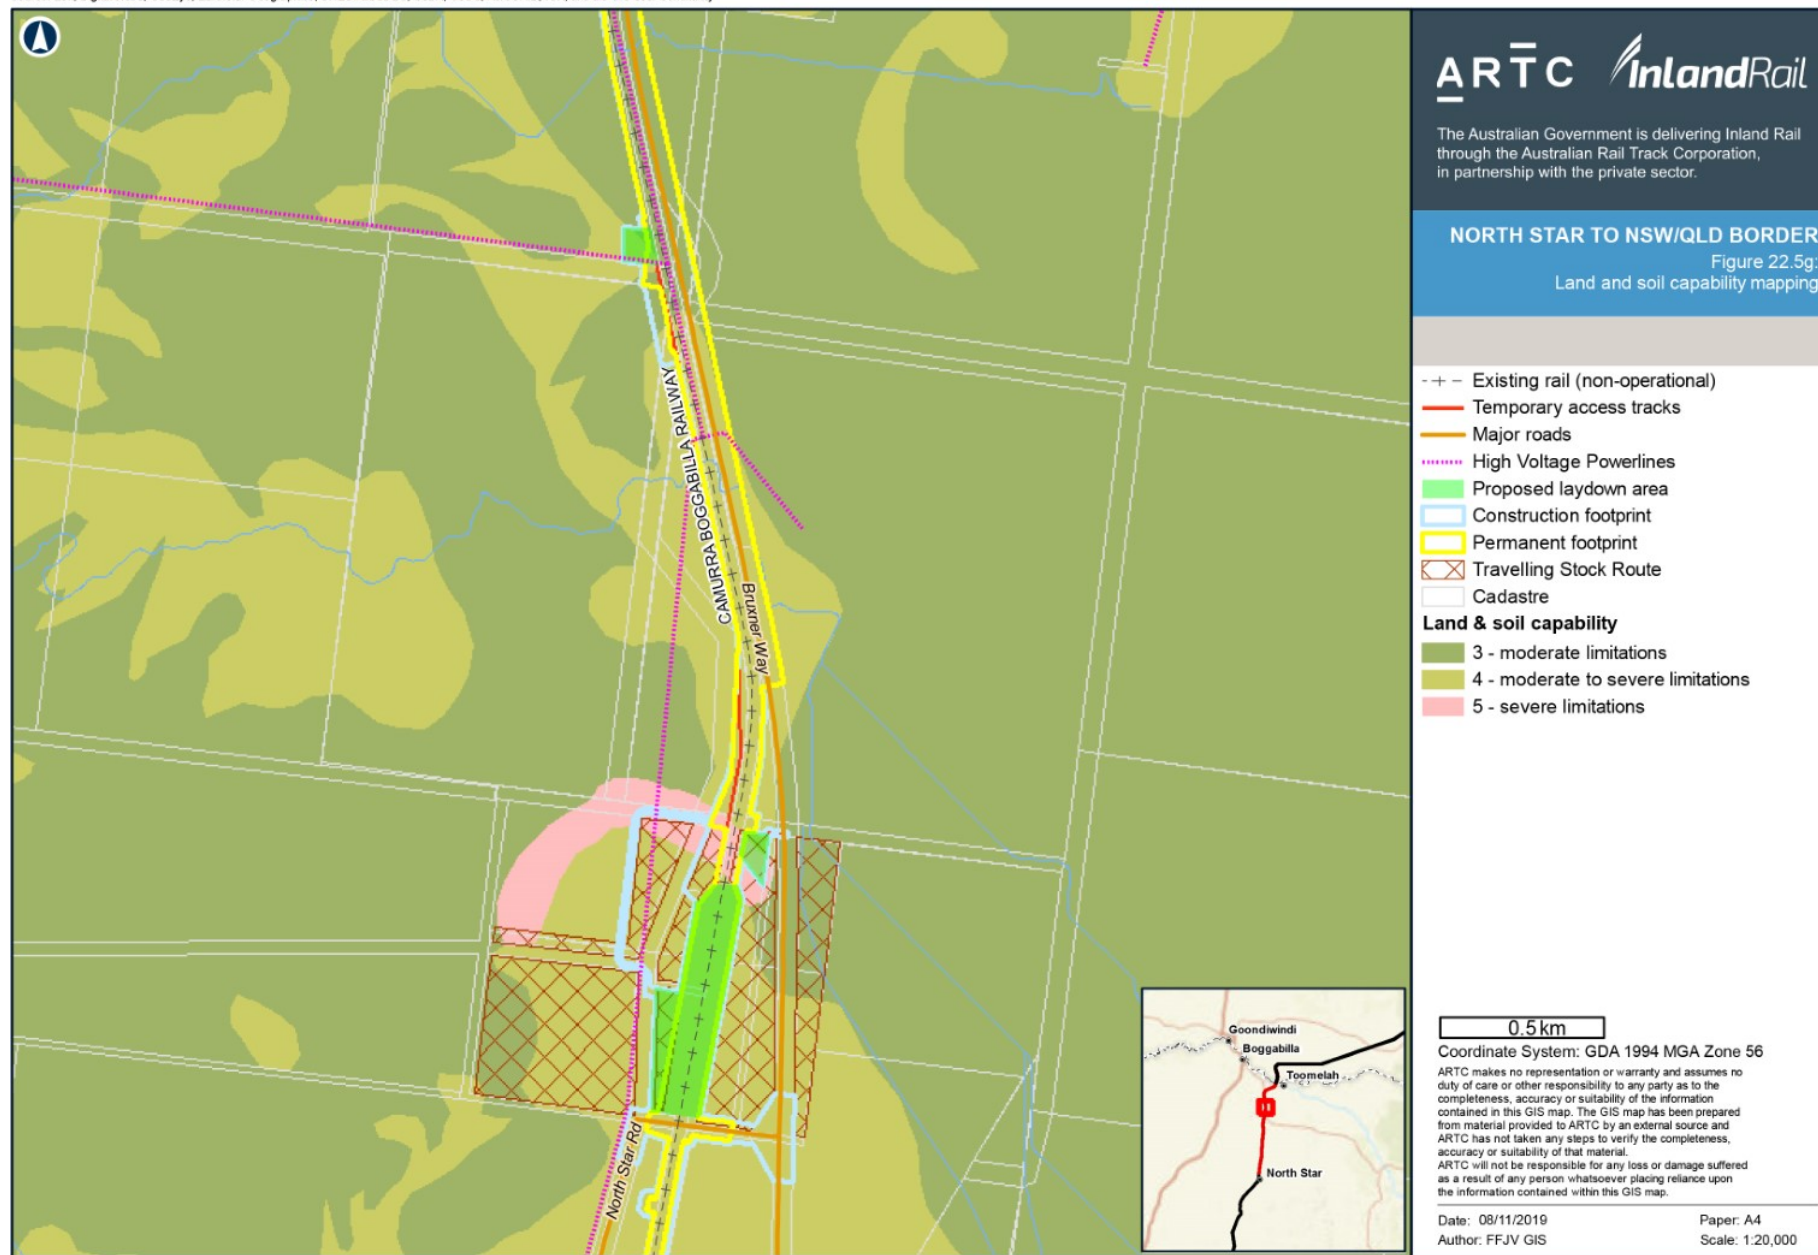 ARTC InlandRail
The Australian Government is delivering Inland Rail
through the Australian Rail Track Corporation,
in partnership with the private sector.
NORTH STAR TO NSW/QLD BORDER
Figure 22.5g:
Land and soil capability mapping
Existing rail (non-operational)
Temporary access tracks
Major roads
High Voltage Powerlines
Proposed laydown area
Construction footprint
Permanent footprint
Travelling Stock Route
Cadastre
Land & soil capability
3 - moderate limitations
4 - moderate to severe limitations
5 - severe limitations
CAMURRA BOGGABILLA RAILWAY
Bruxner Way
North Star Rd
Goondiwindi
Boggabilla
Toomelah
North Star
0.5 km
Coordinate System: GDA 1994 MGA Zone 56
ARTC makes no representation or warranty and assumes no
duty of care or other responsibility to any party as to the
completeness, accuracy or suitability of the information
contained in this GIS map. The GIS map has been prepared
from material provided to ARTC by an external source and
ARTC has not taken any steps to verify the completeness,
accuracy or suitability of that material.
ARTC will not be responsible for any loss or damage suffered
as a result of any person whatsoever placing reliance upon
the information contained within this GIS map.
Date: 08/11/2019 Paper: A4
Author: FFJV GIS Scale: 1:20,000